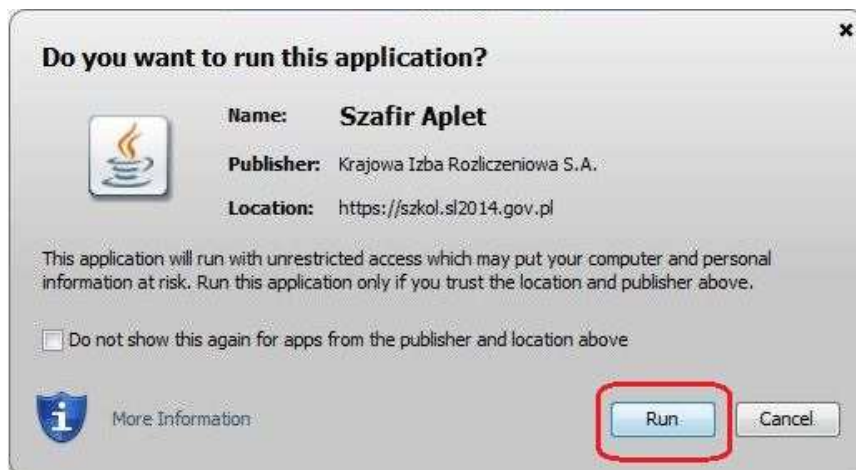 Do you want to run this application?
Name: Szafir Aplet
Publisher: Krajowa Izba Rozliczeniowa S.A.
Location: https://szkol.sl2014.gov.pl
This application will run with unrestricted access which may put your computer and personal
information at risk. Run this application only if you trust the location and publisher above.
Do not show this again for apps from the publisher and location above
More Information
Run
Cancel